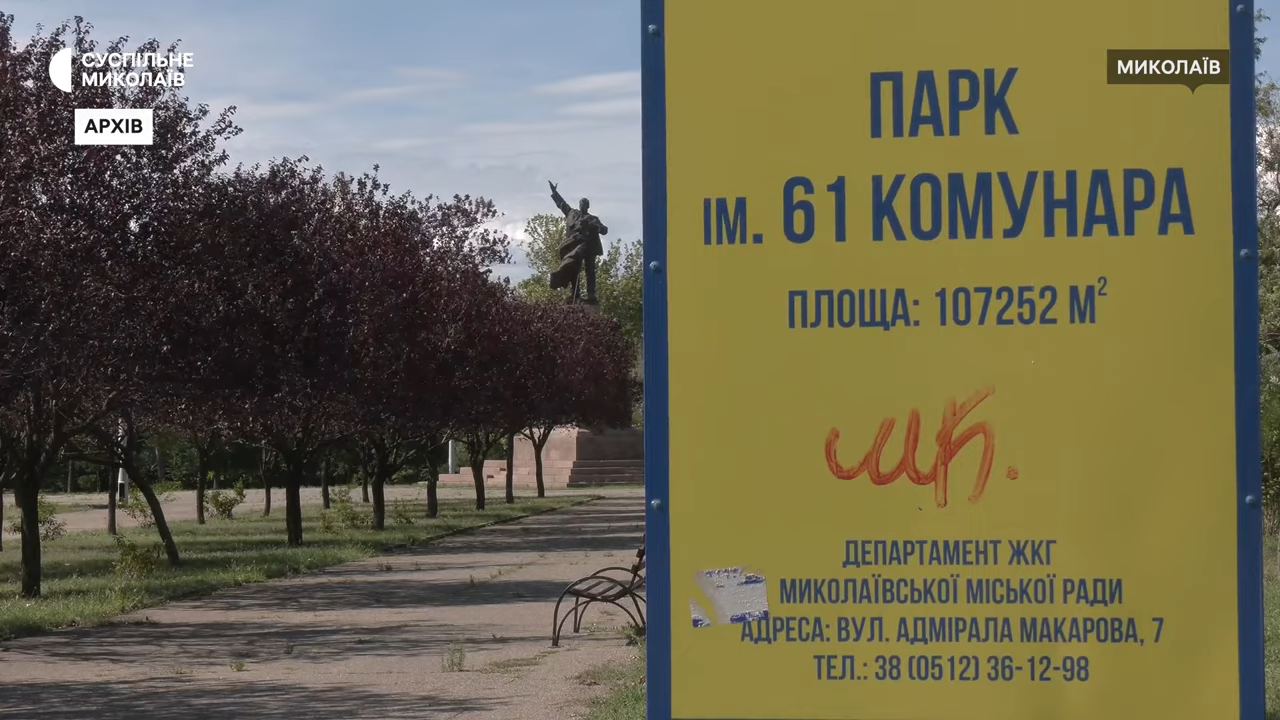 СУСПІЛЬНЕ
МИКОЛАЇВ
АРХІВ
МИКОЛАЇВ
ПАРК
ІМ. 61 КОМУНАРА
ПЛОЩА: 107252 М²
МК.
ДЕПАРТАМЕНТ ЖКГ
МИКОЛАЇВСЬКОЇ МІСЬКОЇ РАДИ
АДРЕСА: ВУЛ. АДМІРАЛА МАКАРОВА, 7
ТЕЛ.: 38 (0512) 36-12-98